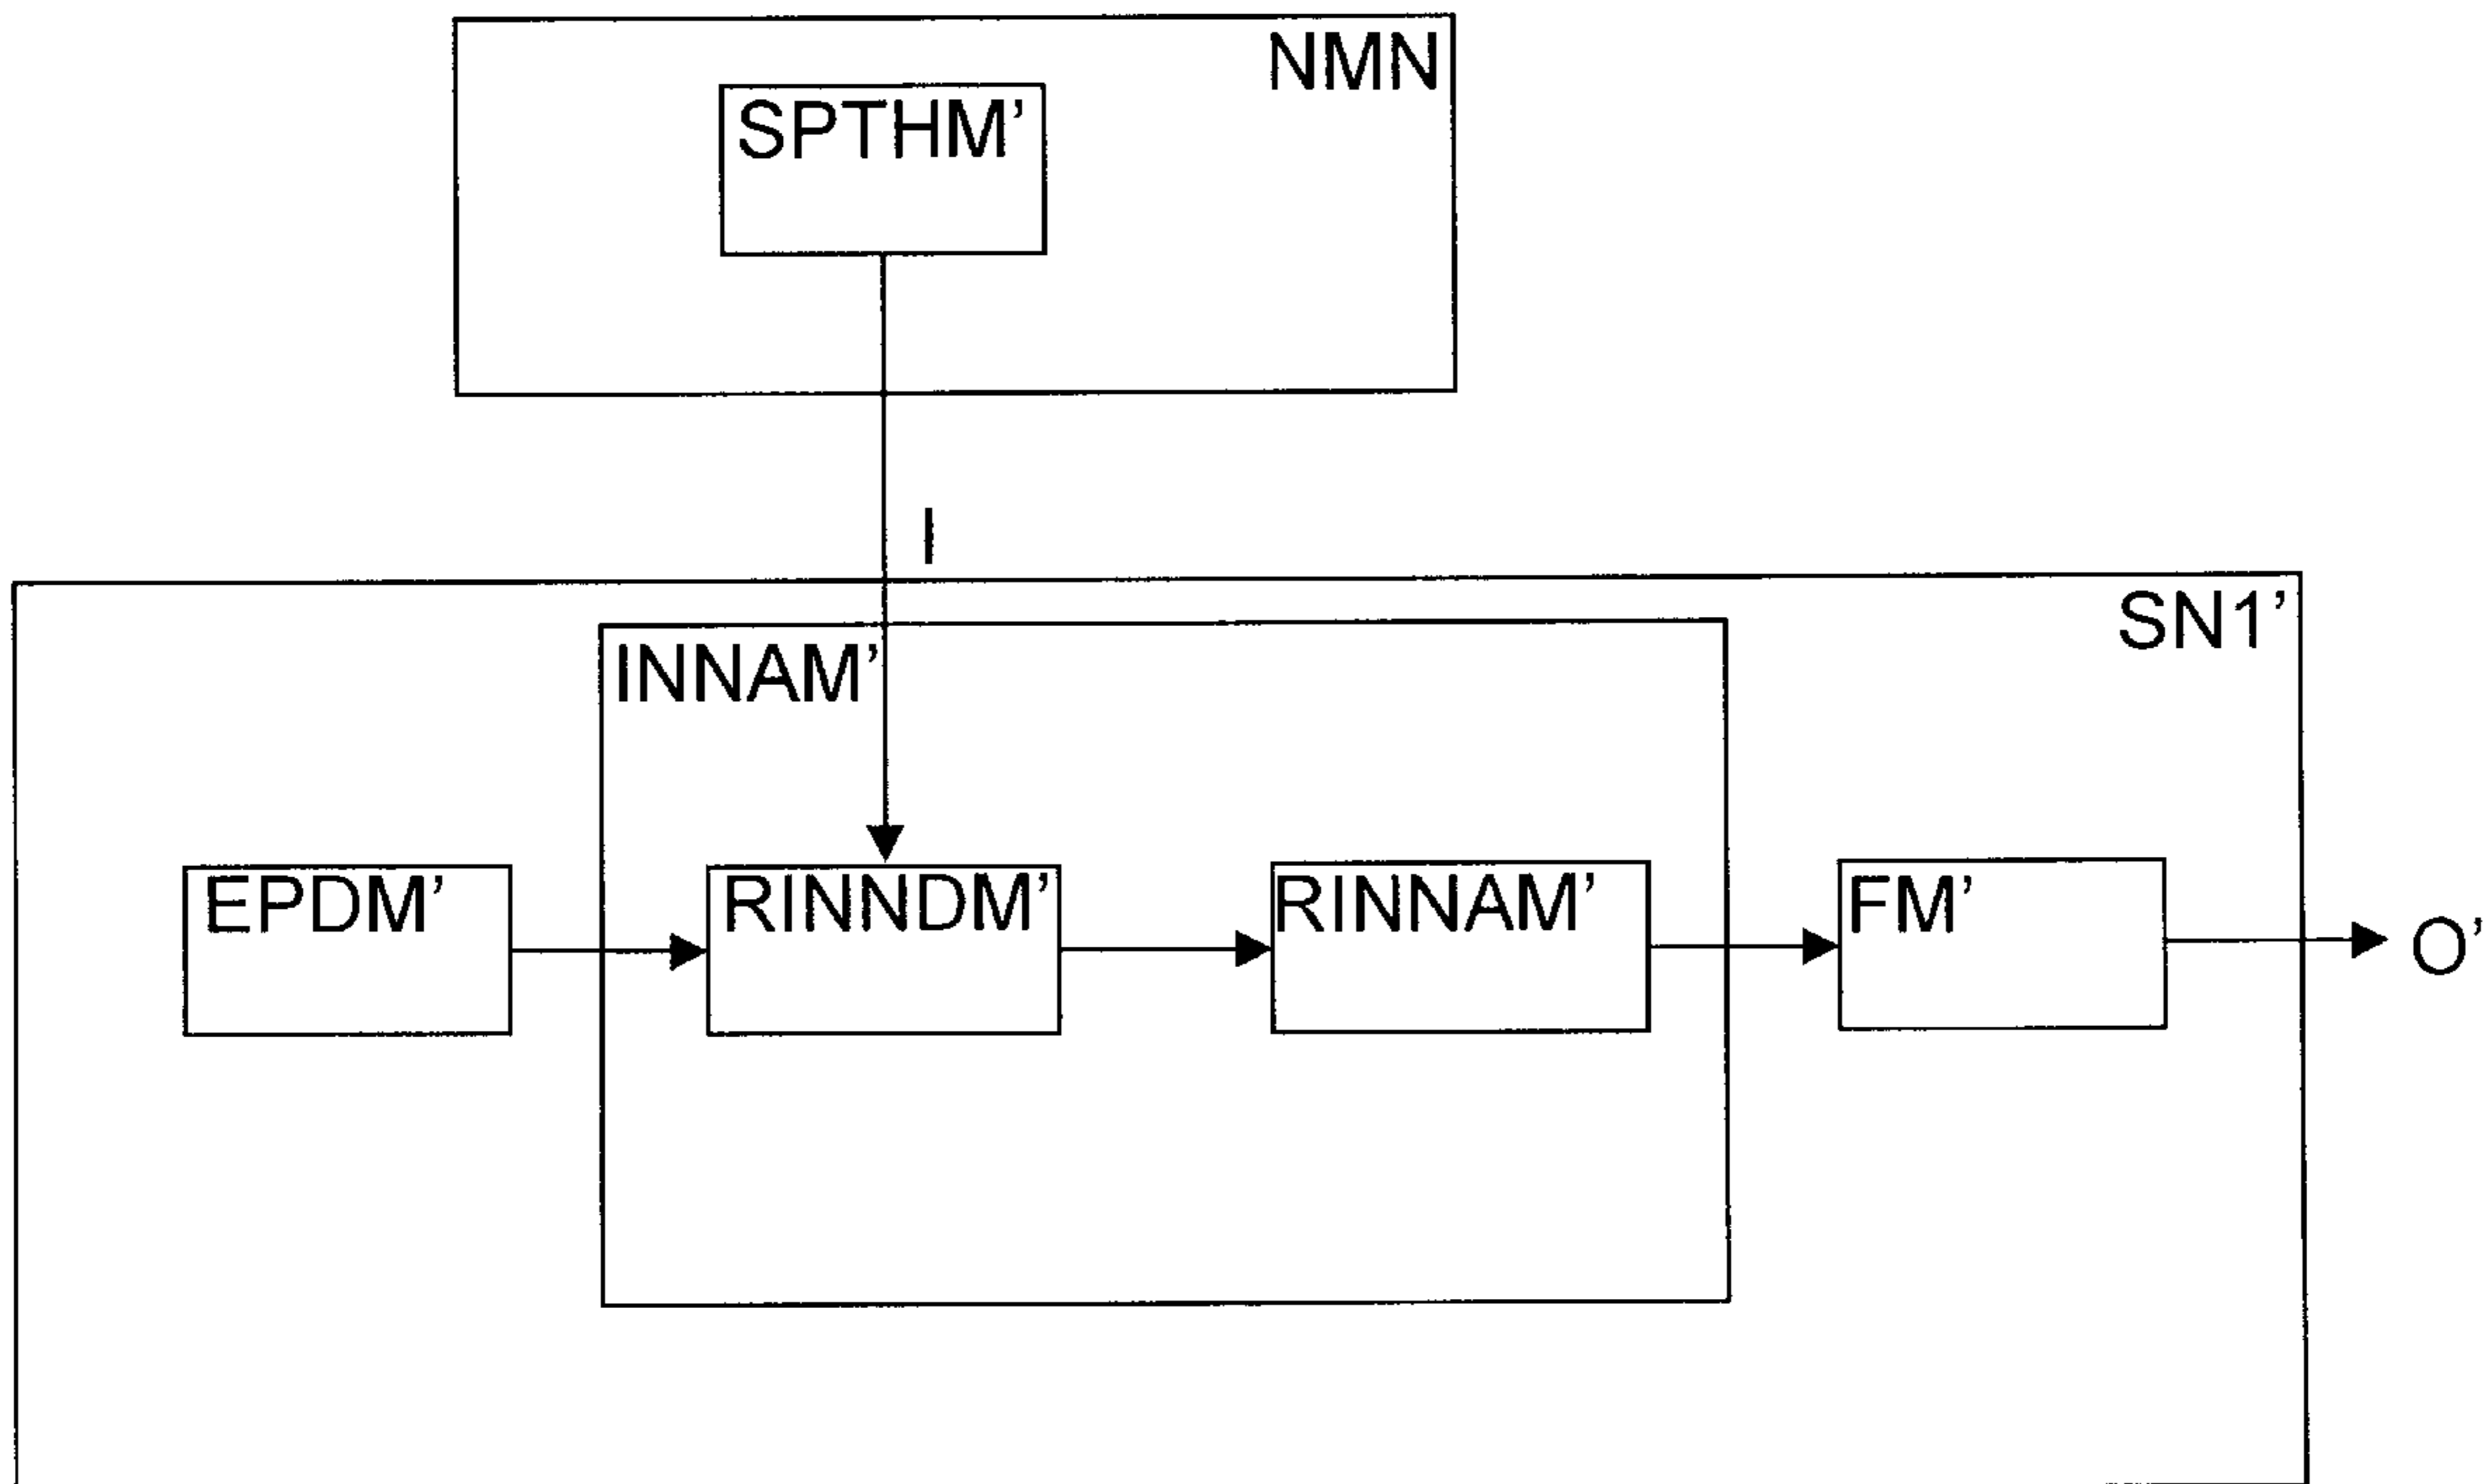 NMN
SPTHM’
I
SN1’
INNAM’
EPDM’
RINNDM’
RINNAM’
FM’
O’